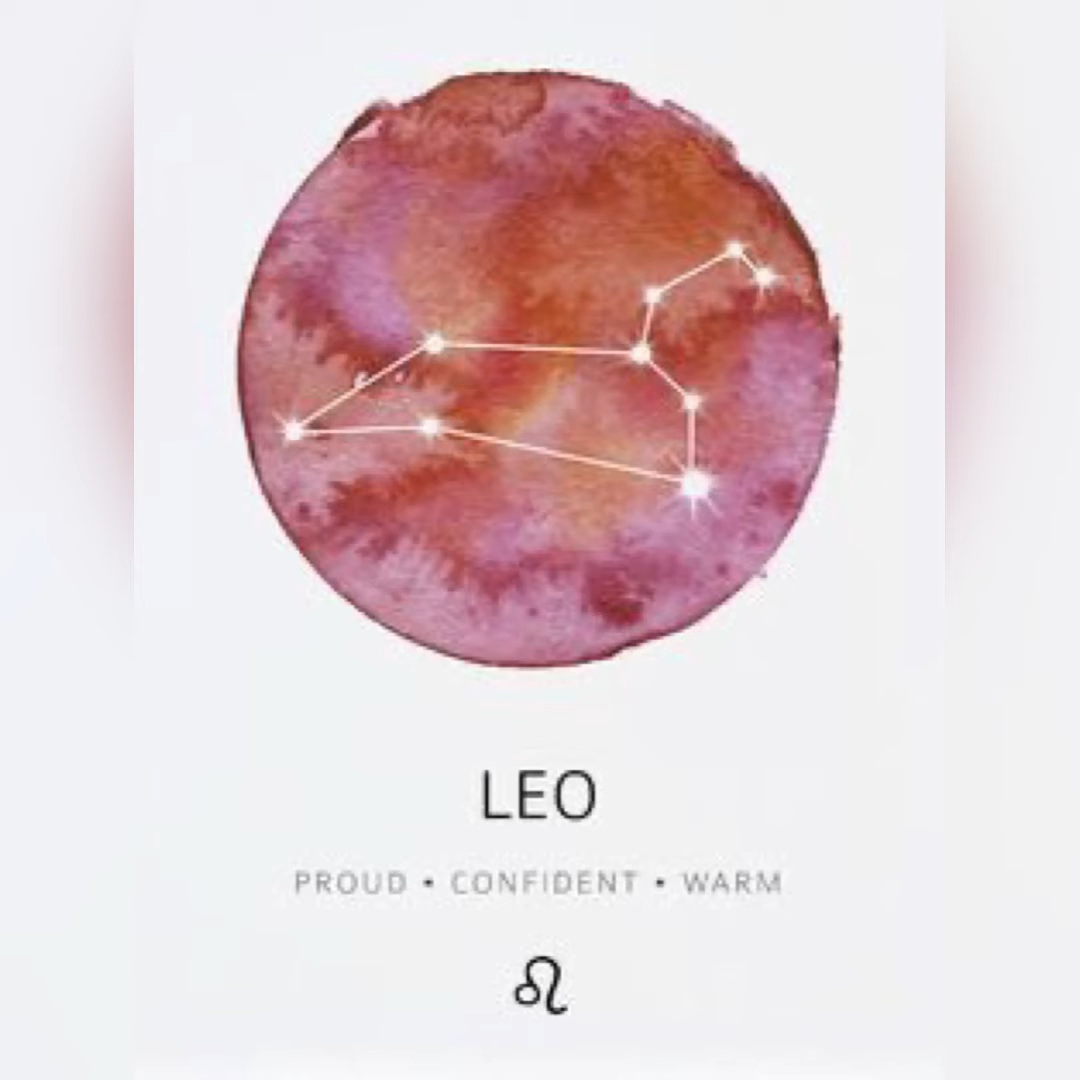 LEO
PROUD • CONFIDENT • WARM
♌